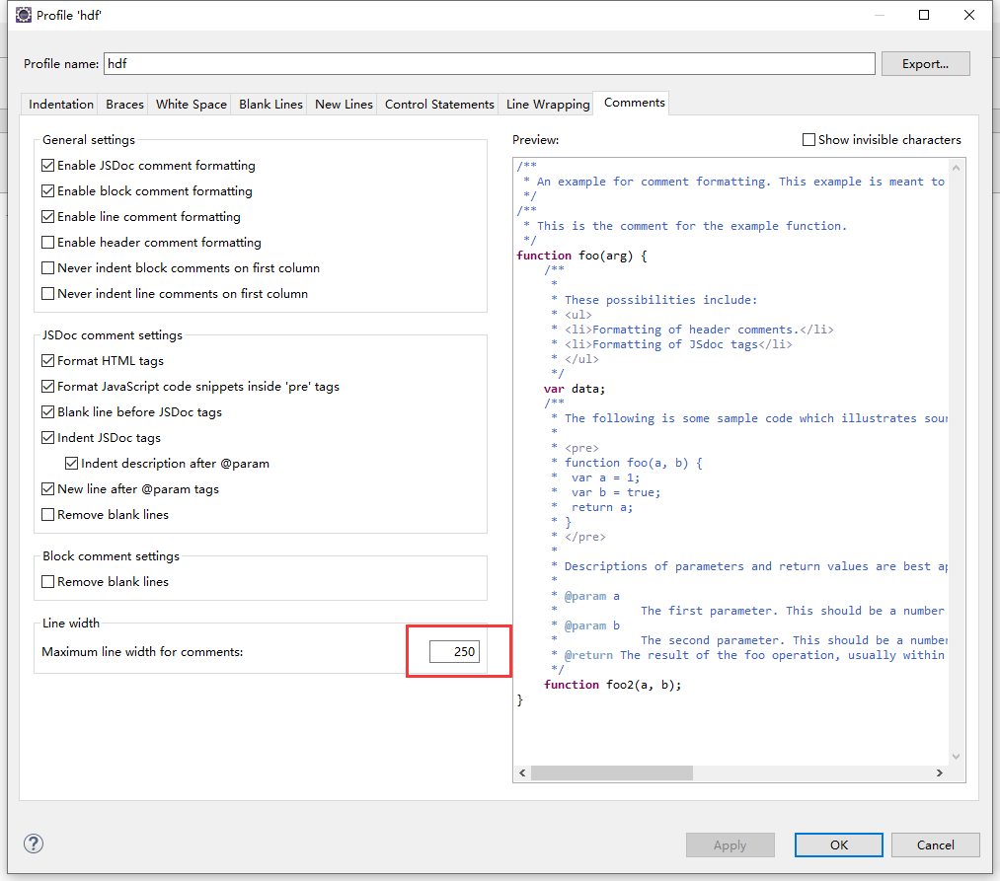 Profile 'hdf'
Profile name: hdf Export...
Indentation Braces White Space Blank Lines New Lines Control Statements Line Wrapping Comments
General settings
Enable JSDoc comment formatting
Enable block comment formatting
Enable line comment formatting
Enable header comment formatting
Never indent block comments on first column
Never indent line comments on first column
JSDoc comment settings
Format HTML tags
Format JavaScript code snippets inside 'pre' tags
Blank line before JSDoc tags
Indent JSDoc tags
Indent description after @param
New line after @param tags
Remove blank lines
Block comment settings
Remove blank lines
Line width
Maximum line width for comments: 250
Preview: Show invisible characters
/**
 * An example for comment formatting. This example is meant to
 */
/**
 * This is the comment for the example function.
 */
function foo(arg) {
    /**
     *
     * These possibilities include:
     * <ul>
     * <li>Formatting of header comments.</li>
     * <li>Formatting of JSdoc tags</li>
     * </ul>
     */
    var data;
    /**
     * The following is some sample code which illustrates sour
     *
     * <pre>
     * function foo(a, b) {
     *  var a = 1;
     *  var b = true;
     *  return a;
     * }
     * </pre>
     *
     * Descriptions of parameters and return values are best ap
     *
     * @param a
     *            The first parameter. This should be a number
     * @param b
     *            The second parameter. This should be a number
     * @return The result of the foo operation, usually within
     */
    function foo2(a, b);
}
? Apply OK Cancel